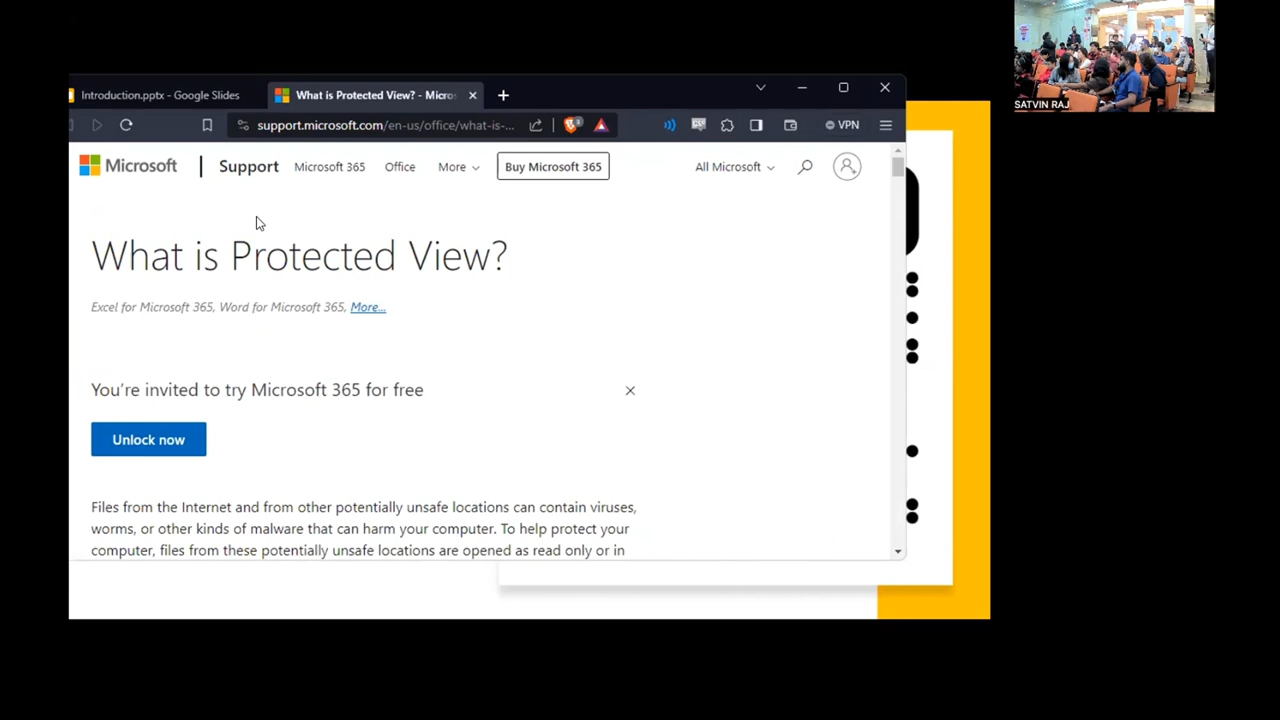 Introduction.pptx - Google Slides
What is Protected View? - Micros
support.microsoft.com/en-us/office/what-is-...
VPN
Microsoft
Support
Microsoft 365
Office
More
Buy Microsoft 365
All Microsoft
What is Protected View?
Excel for Microsoft 365, Word for Microsoft 365, More...
You're invited to try Microsoft 365 for free
Unlock now
Files from the Internet and from other potentially unsafe locations can contain viruses,
worms, or other kinds of malware that can harm your computer. To help protect your
computer, files from these potentially unsafe locations are opened as read only or in
SATVIN RAJ